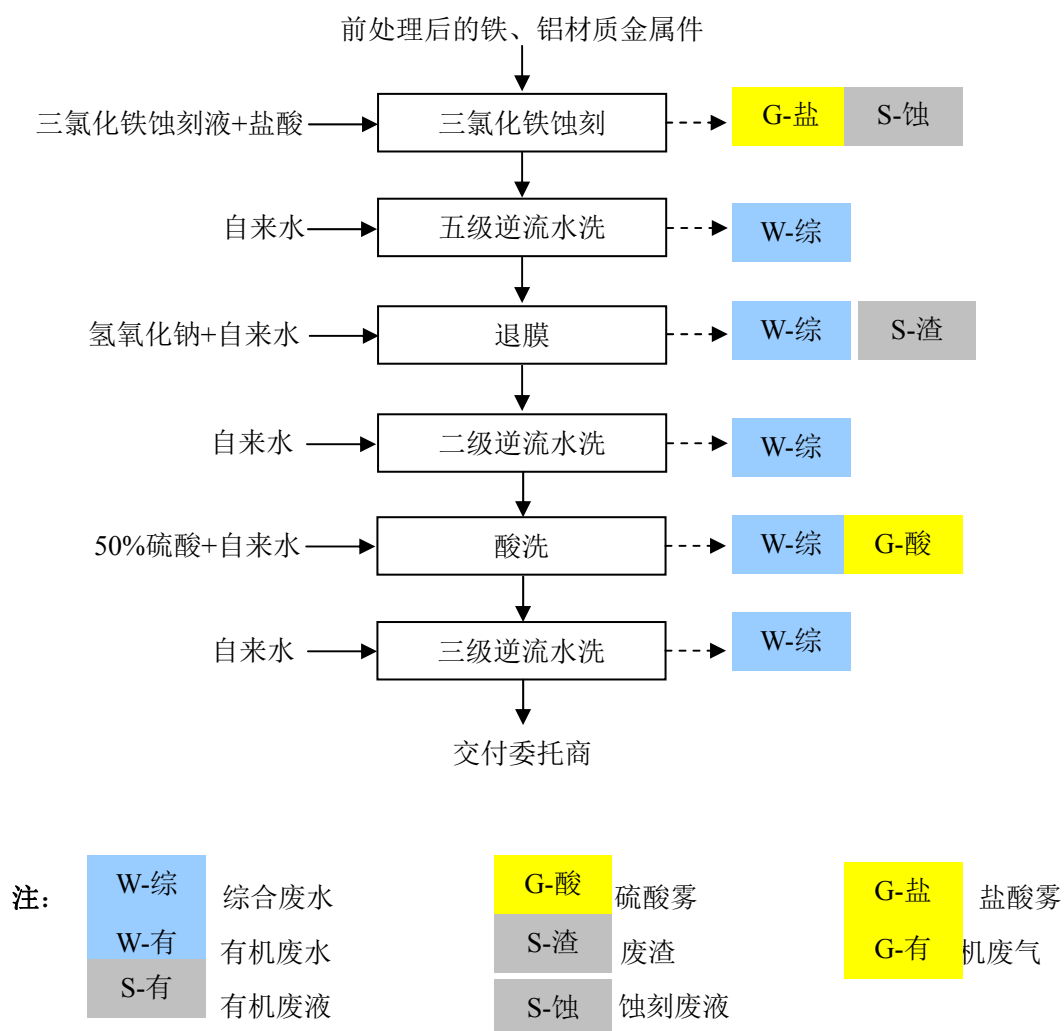 前处理后的铁、铝材质金属件
三氯化铁蚀刻液+盐酸 三氯化铁蚀刻 G-盐 S-蚀
自来水 五级逆流水洗 W-综
氢氧化钠+自来水 退膜 W-综 S-渣
自来水 二级逆流水洗 W-综
50%硫酸+自来水 酸洗 W-综 G-酸
自来水 三级逆流水洗 W-综
交付委托商
注： W-综 综合废水 G-酸 硫酸雾 G-盐 盐酸雾
W-有 有机废水 S-渣 废渣 G-有 机废气
S-有 有机废液 S-蚀 蚀刻废液